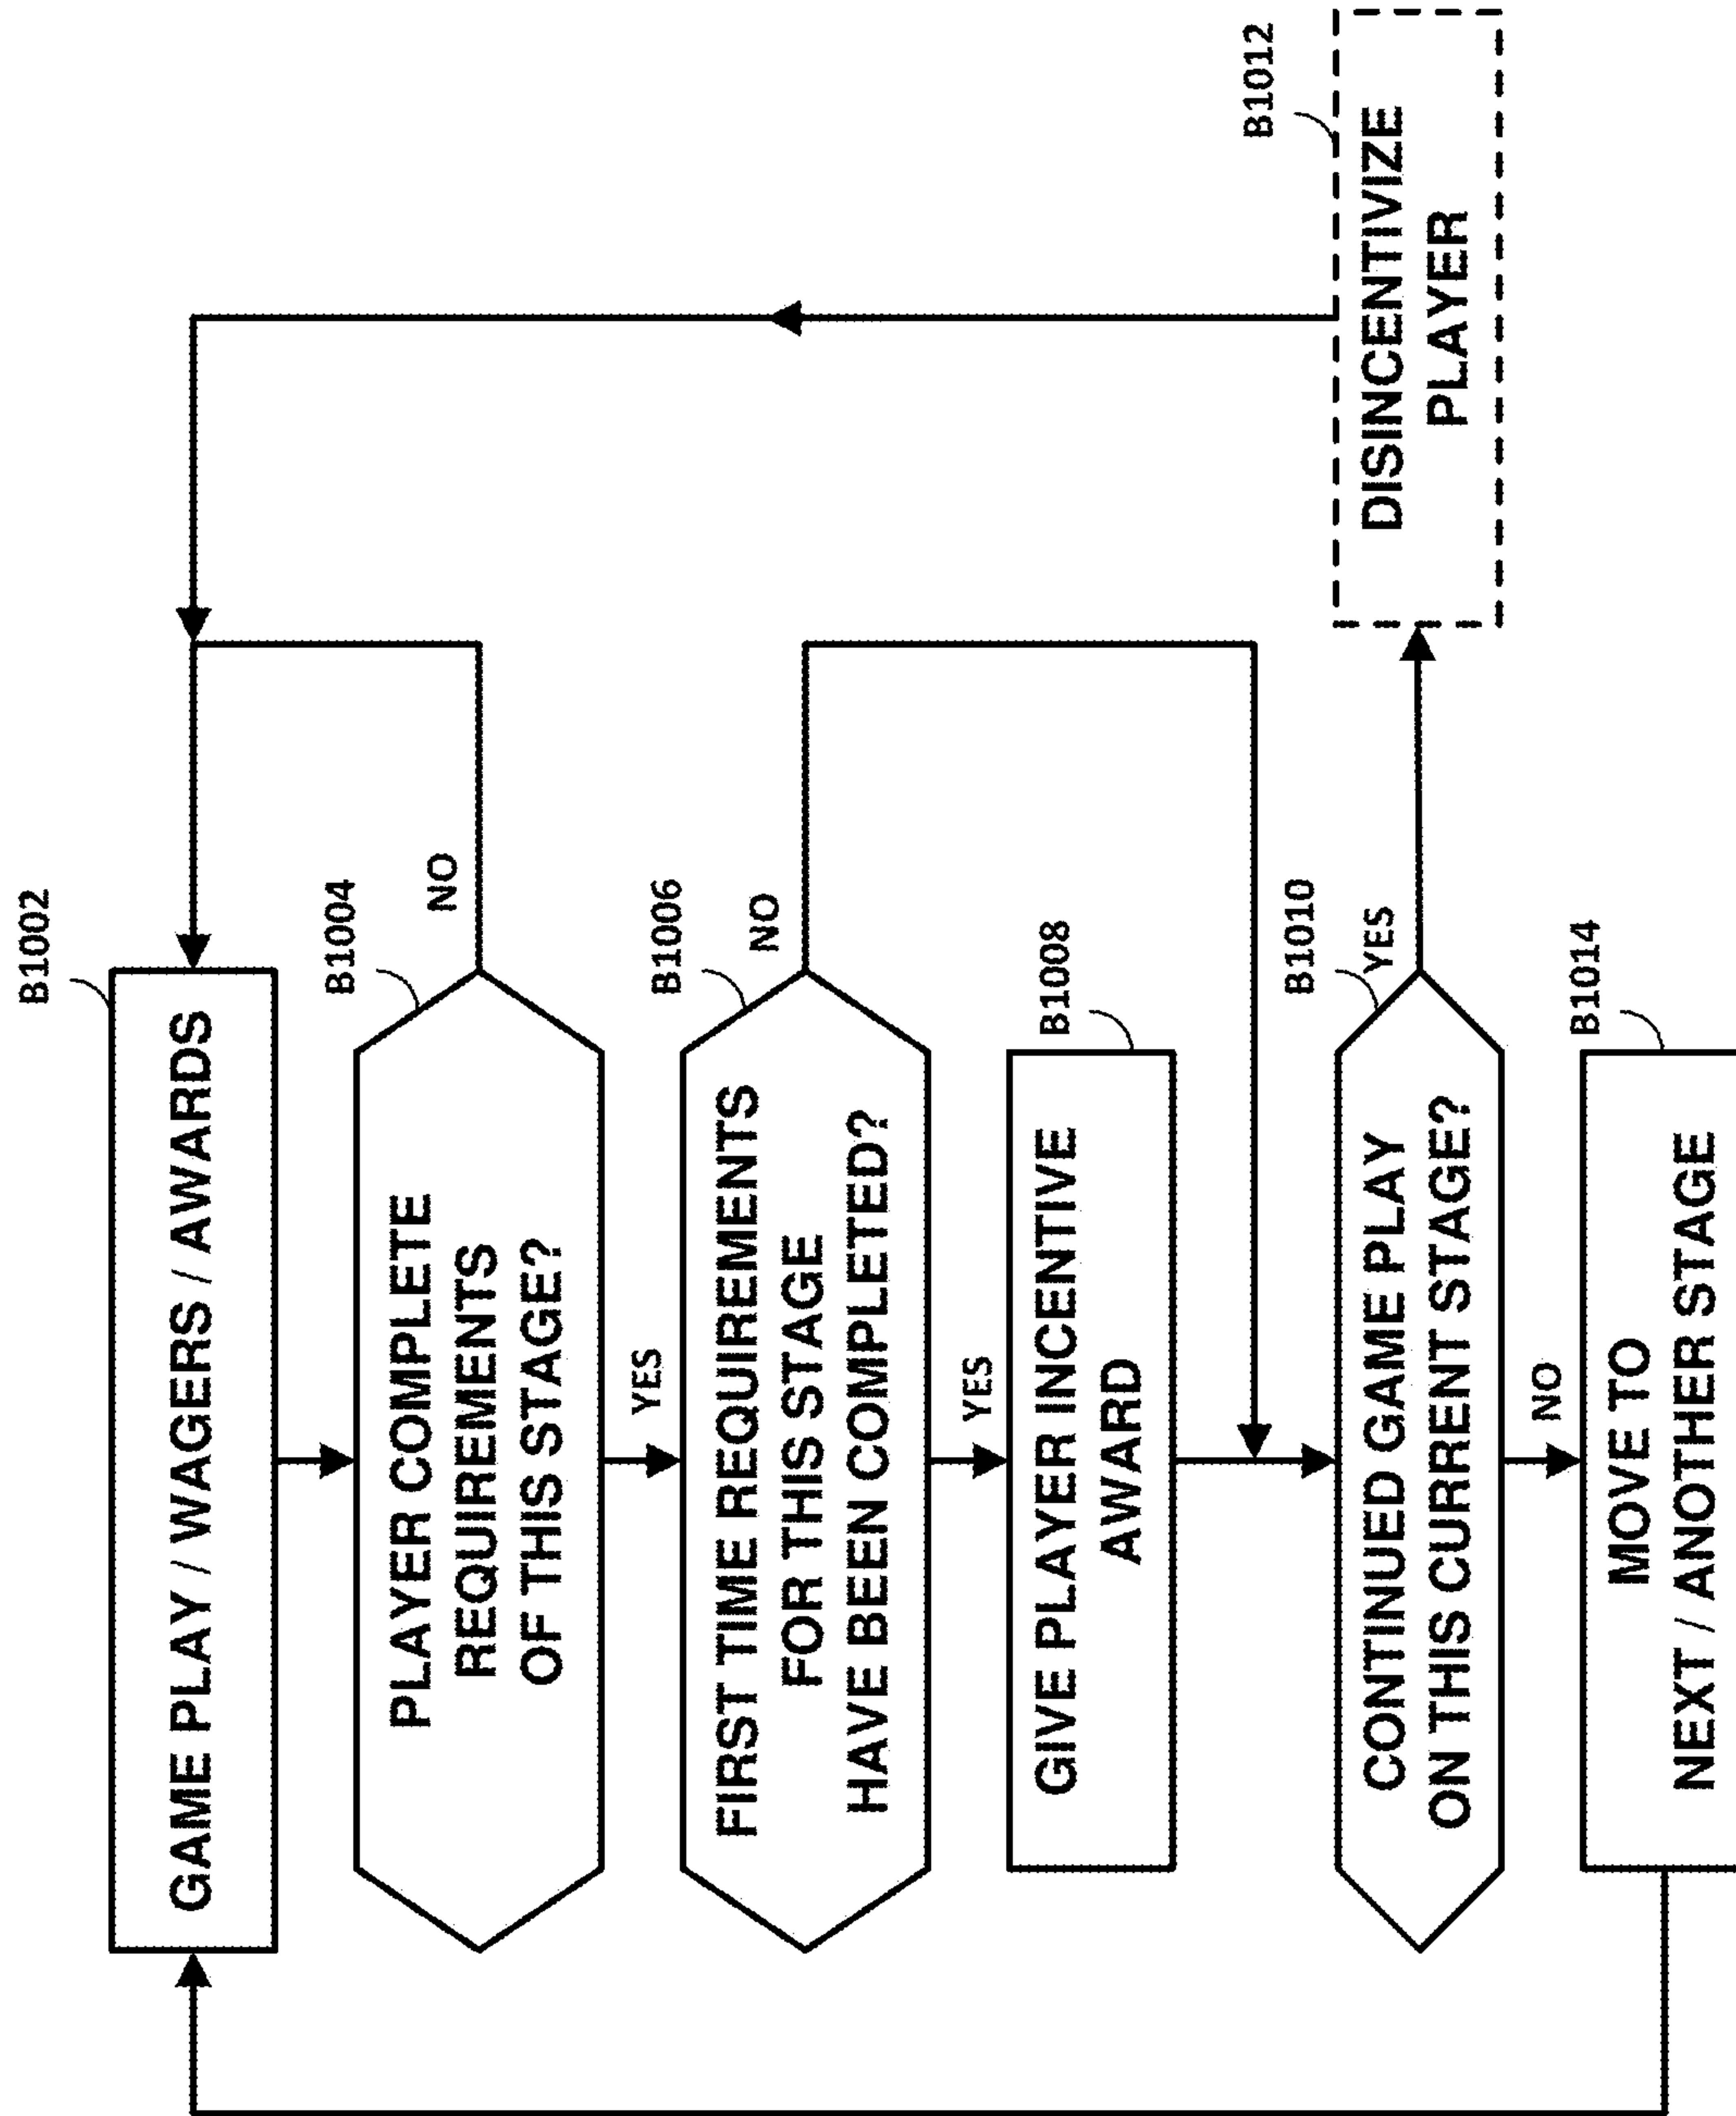 B1002
GAME PLAY / WAGERS / AWARDS
B1004
PLAYER COMPLETE
REQUIREMENTS
OF THIS STAGE?
NO
YES
B1006
FIRST TIME REQUIREMENTS
FOR THIS STAGE
HAVE BEEN COMPLETED?
NO
YES
B1008
GIVE PLAYER INCENTIVE
AWARD
B1010
CONTINUED GAME PLAY
ON THIS CURRENT STAGE?
YES
B1012
DISINCENTIVIZE
PLAYER
NO
B1014
MOVE TO
NEXT / ANOTHER STAGE